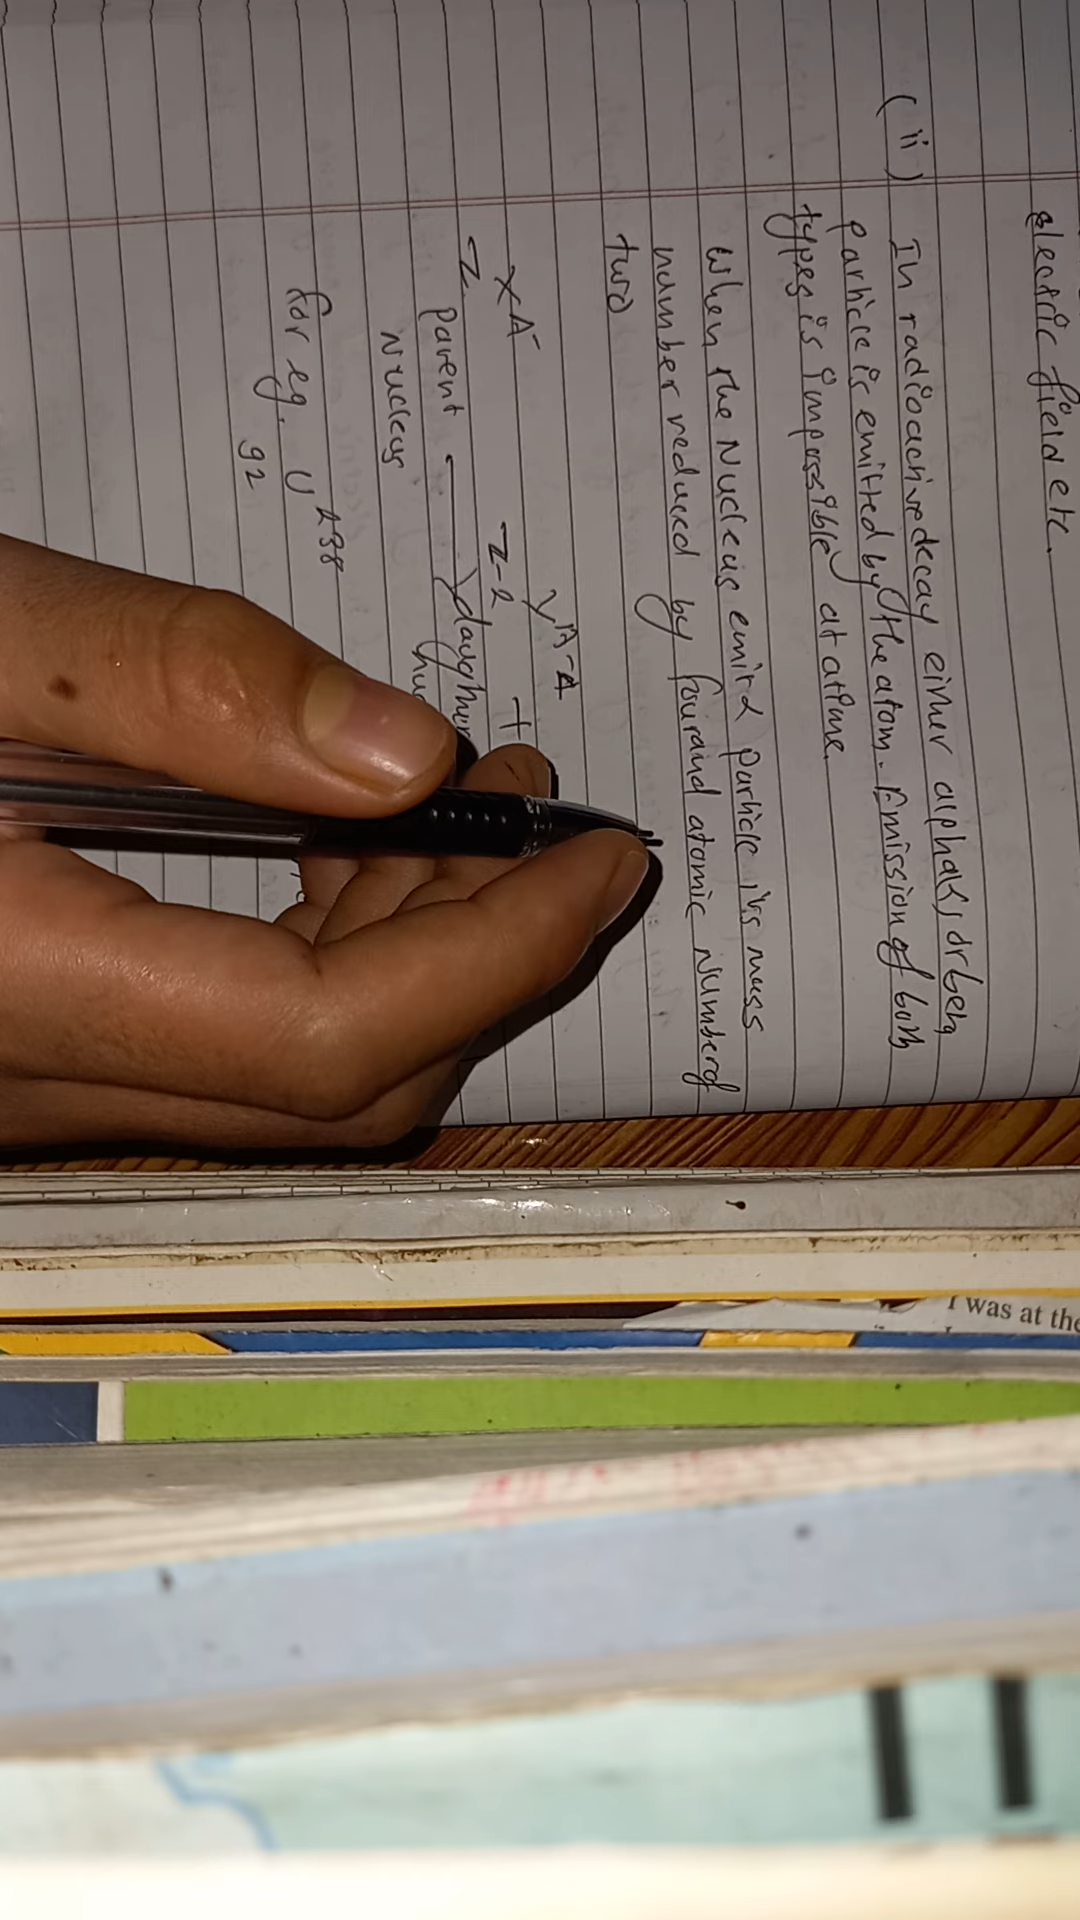 electric field etc.
(ii) In radioactive decay either alpha(α) or beta
particle is emitted by the atom. Emission of both
types is impossible at a time.
When the Nucleus emit α particle it's mass
number reduced by four and atomic number of
two
X A Y A-4
Z Z-2 +
parent → daughter
Nucleus
for eg. U 238
92
I was at the